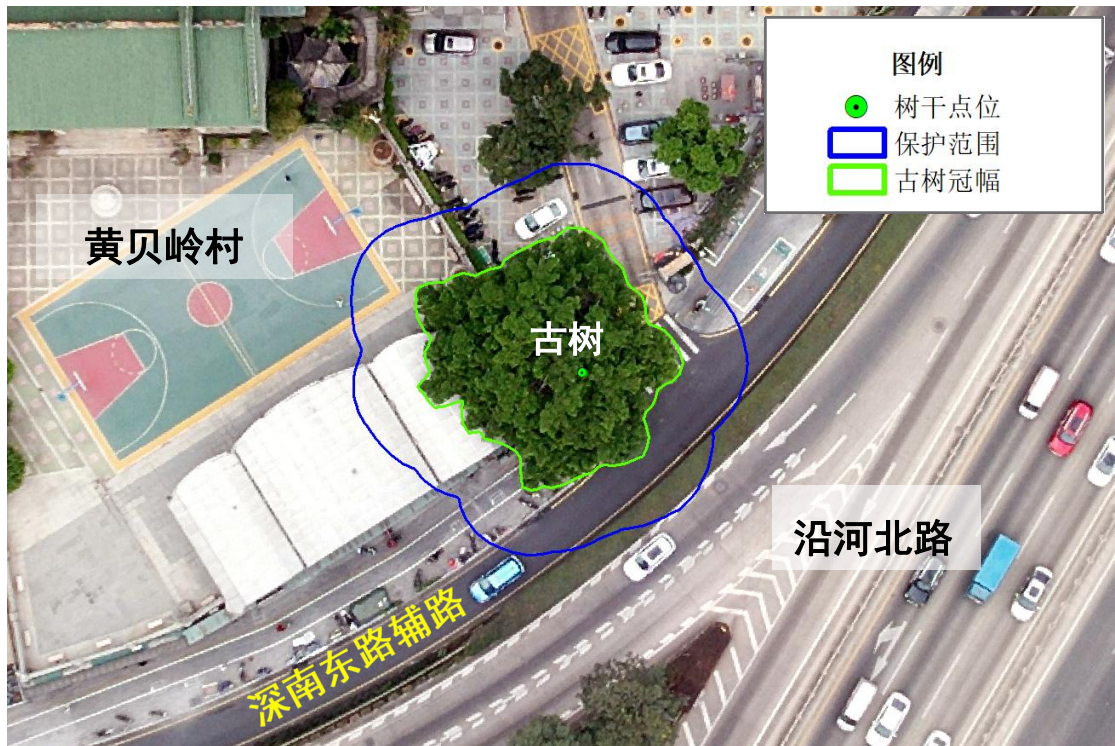 图例
树干点位
保护范围
古树冠幅
黄贝岭村
古树
沿河北路
深南东路辅路